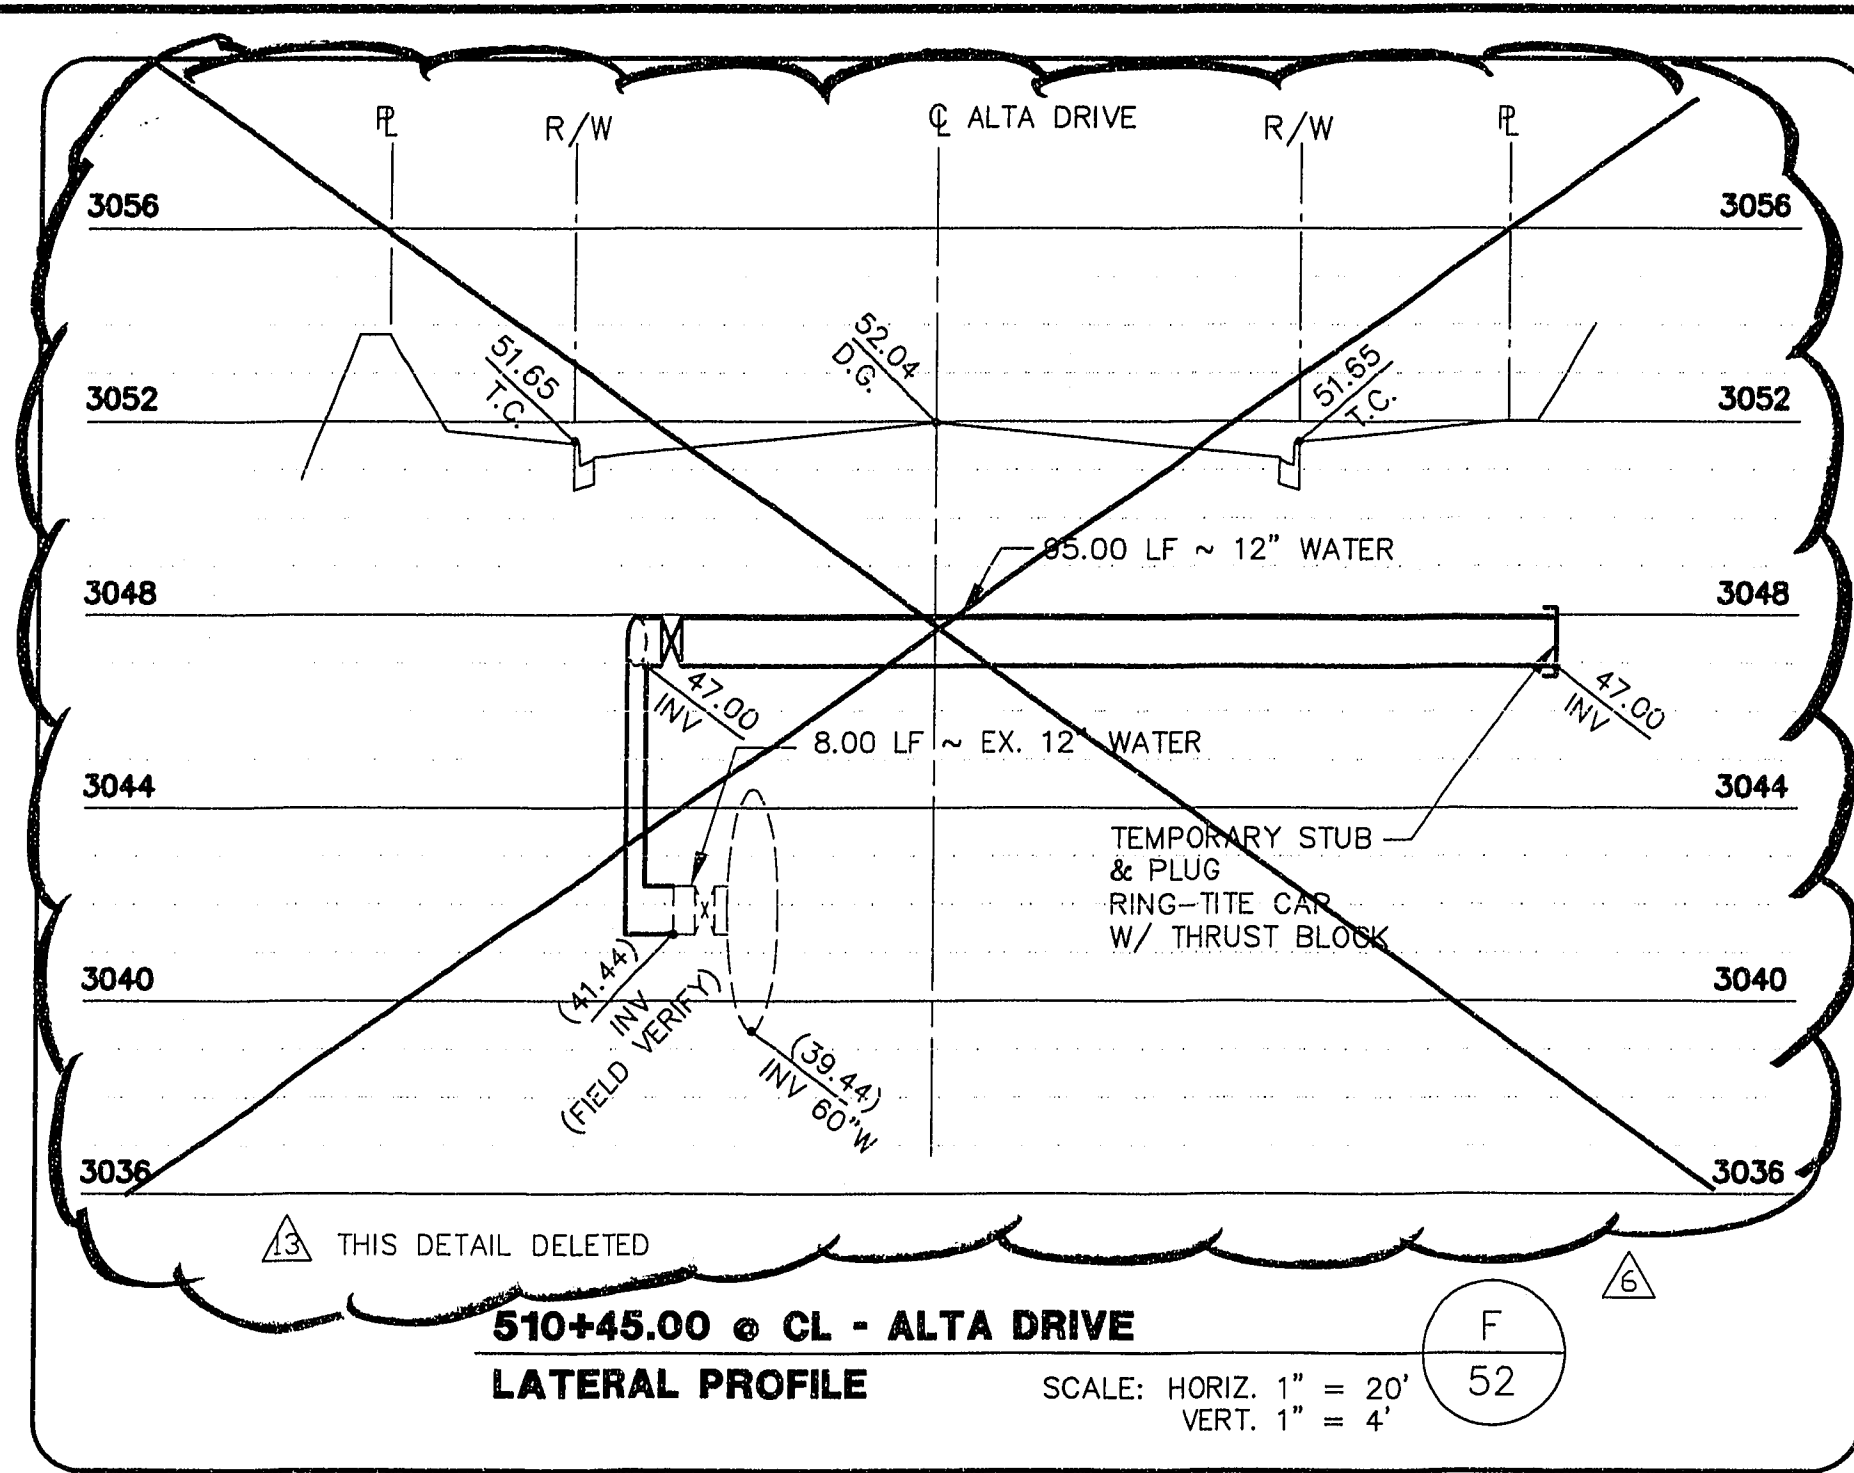 ℄ ALTA DRIVE
PL
R/W
R/W
PL
3056
3056
51.65
T.C.
52.04
D.G.
51.65
T.C.
3052
3052
95.00 LF ~ 12" WATER
3048
3048
47.00
INV
47.00
INV
8.00 LF ~ EX. 12" WATER
3044
3044
TEMPORARY STUB
& PLUG
RING-TITE CAP
W/ THRUST BLOCK
X
(41.44)
INV
(FIELD VERIFY)
3040
3040
(39.44)
INV 60"W
3036
3036
13 THIS DETAIL DELETED
6
510+45.00 @ CL - ALTA DRIVE
LATERAL PROFILE
SCALE: HORIZ. 1" = 20'
VERT. 1" = 4'
F
52